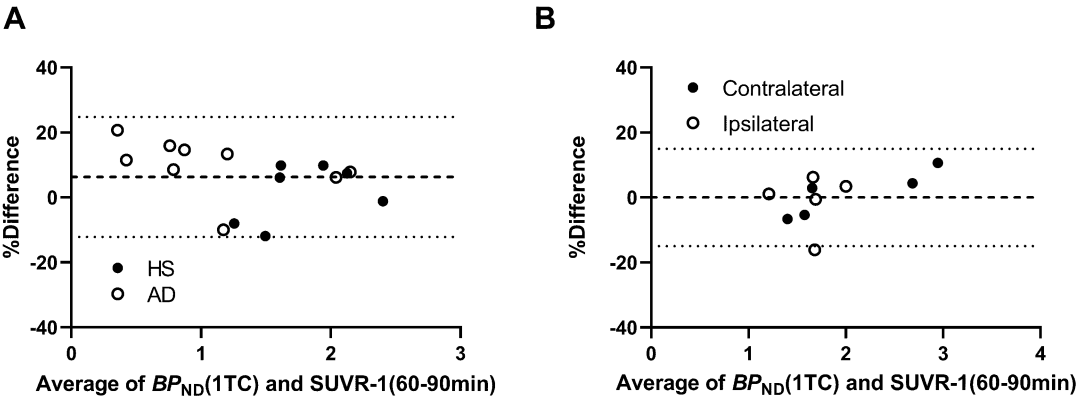 A
%Difference
40
20
0
-20
-40
HS
AD
0 1 2 3
Average of BPND(1TC) and SUVR-1(60-90min)
B
%Difference
40
20
0
-20
-40
Contralateral
Ipsilateral
0 1 2 3 4
Average of BPND(1TC) and SUVR-1(60-90min)